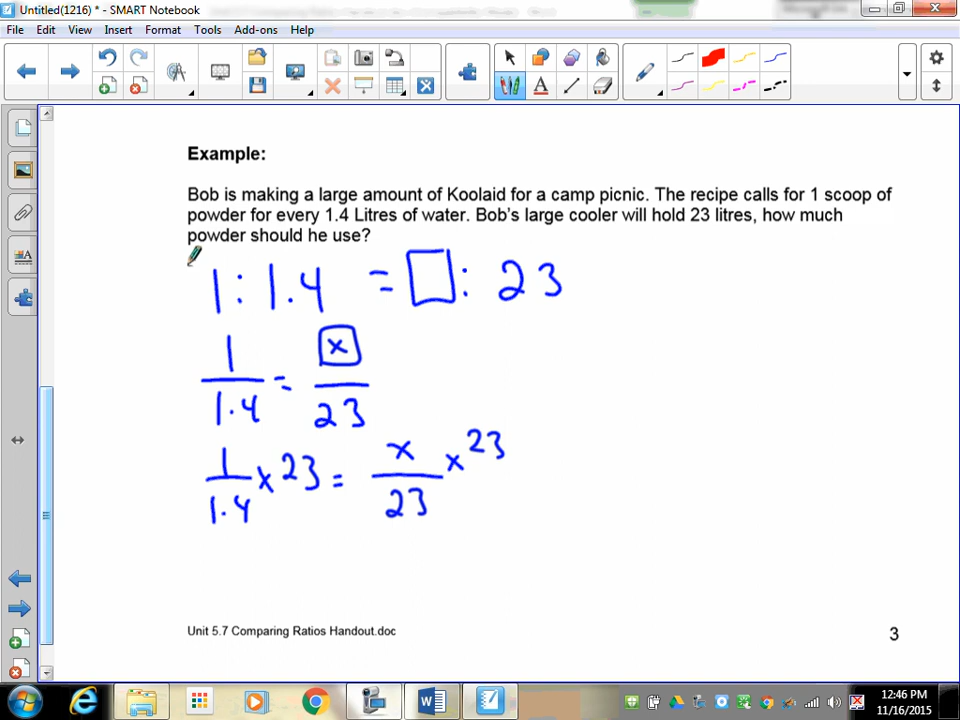 Untitled(1216) * - SMART Notebook
File Edit View Insert Format Tools Add-ons Help
Example:
Bob is making a large amount of Koolaid for a camp picnic. The recipe calls for 1 scoop of
powder for every 1.4 Litres of water. Bob's large cooler will hold 23 litres, how much
powder should he use?
1 : 1.4 = □ : 23
1/1.4 = x/23
1/1.4 x 23 = x/23 x 23
Unit 5.7 Comparing Ratios Handout.doc
3
12:46 PM
11/16/2015